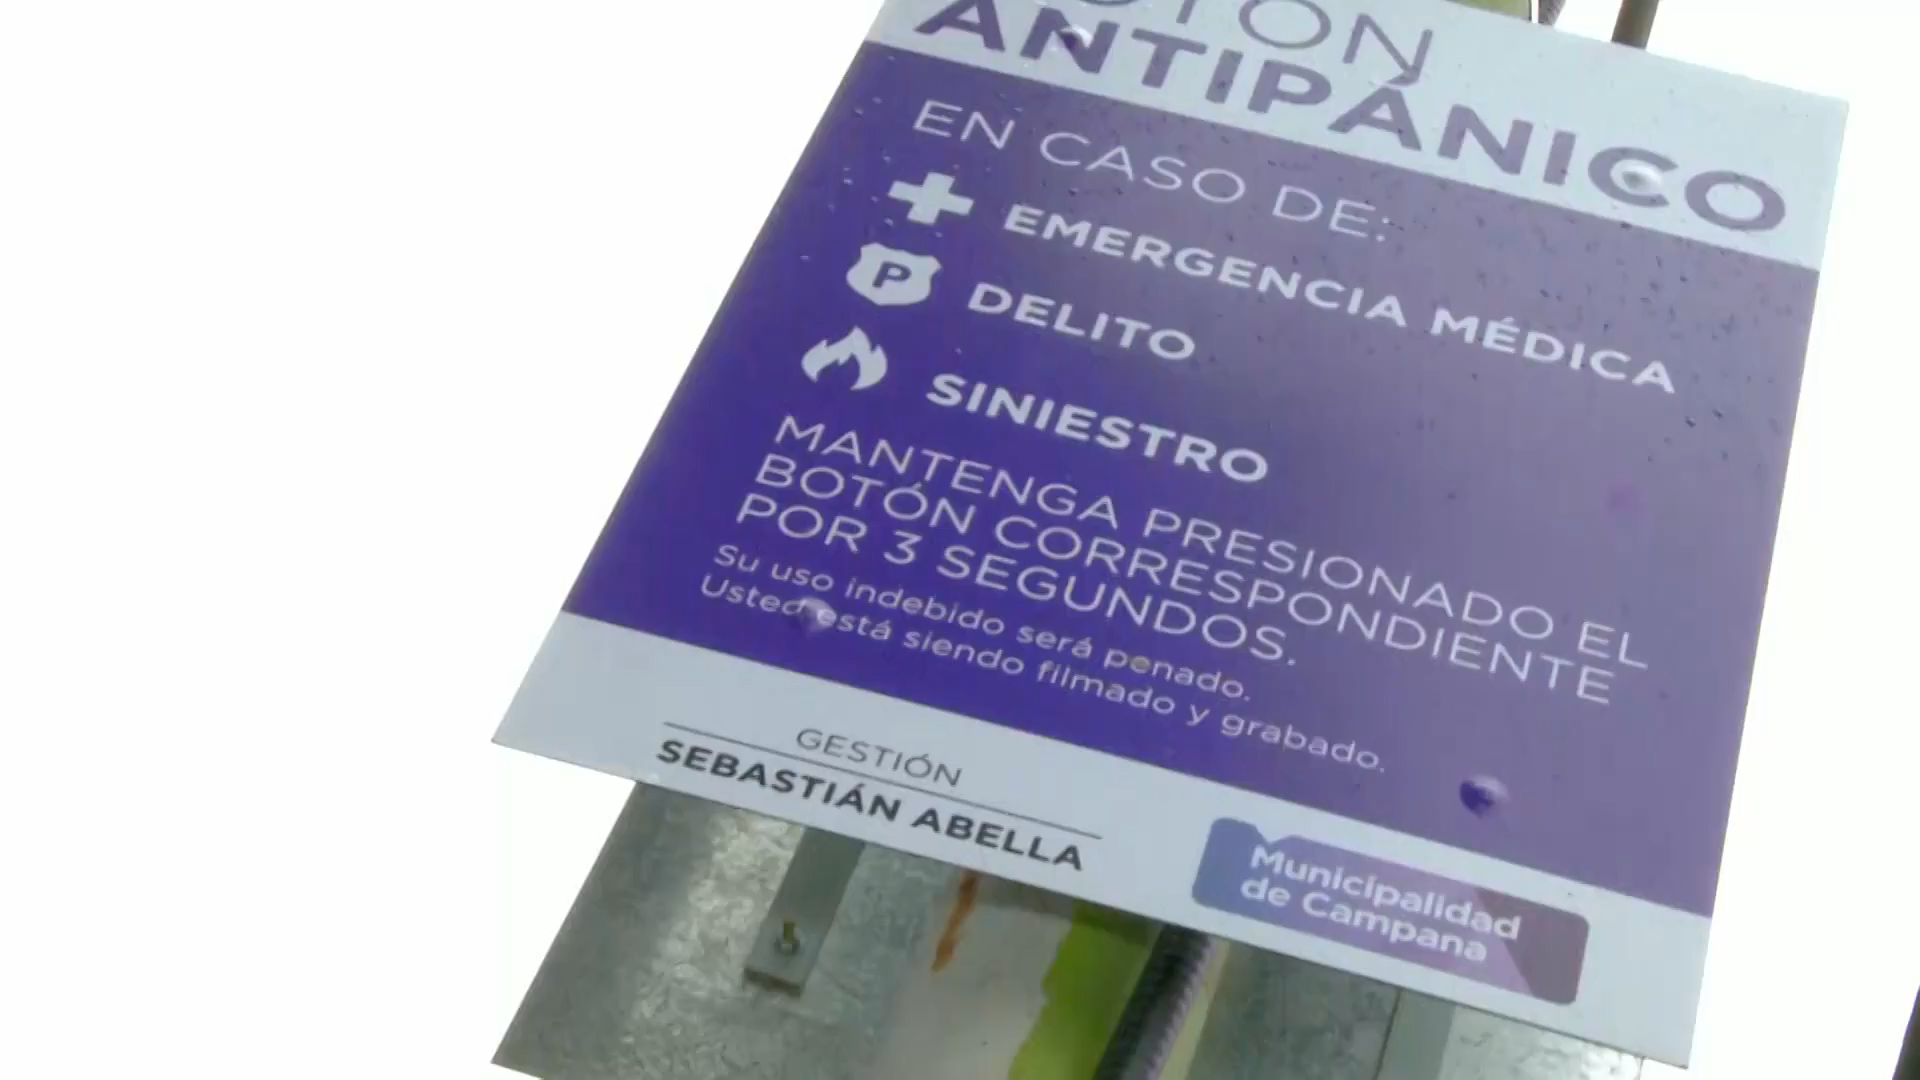 BOTÓN
ANTIPÁNICO
EN CASO DE:
EMERGENCIA MÉDICA
P
DELITO
SINIESTRO
MANTENGA PRESIONADO EL
BOTÓN CORRESPONDIENTE
POR 3 SEGUNDOS.
Su uso indebido será penado.
Usted está siendo filmado y grabado.
GESTIÓN
SEBASTIÁN ABELLA
Municipalidad
de Campana